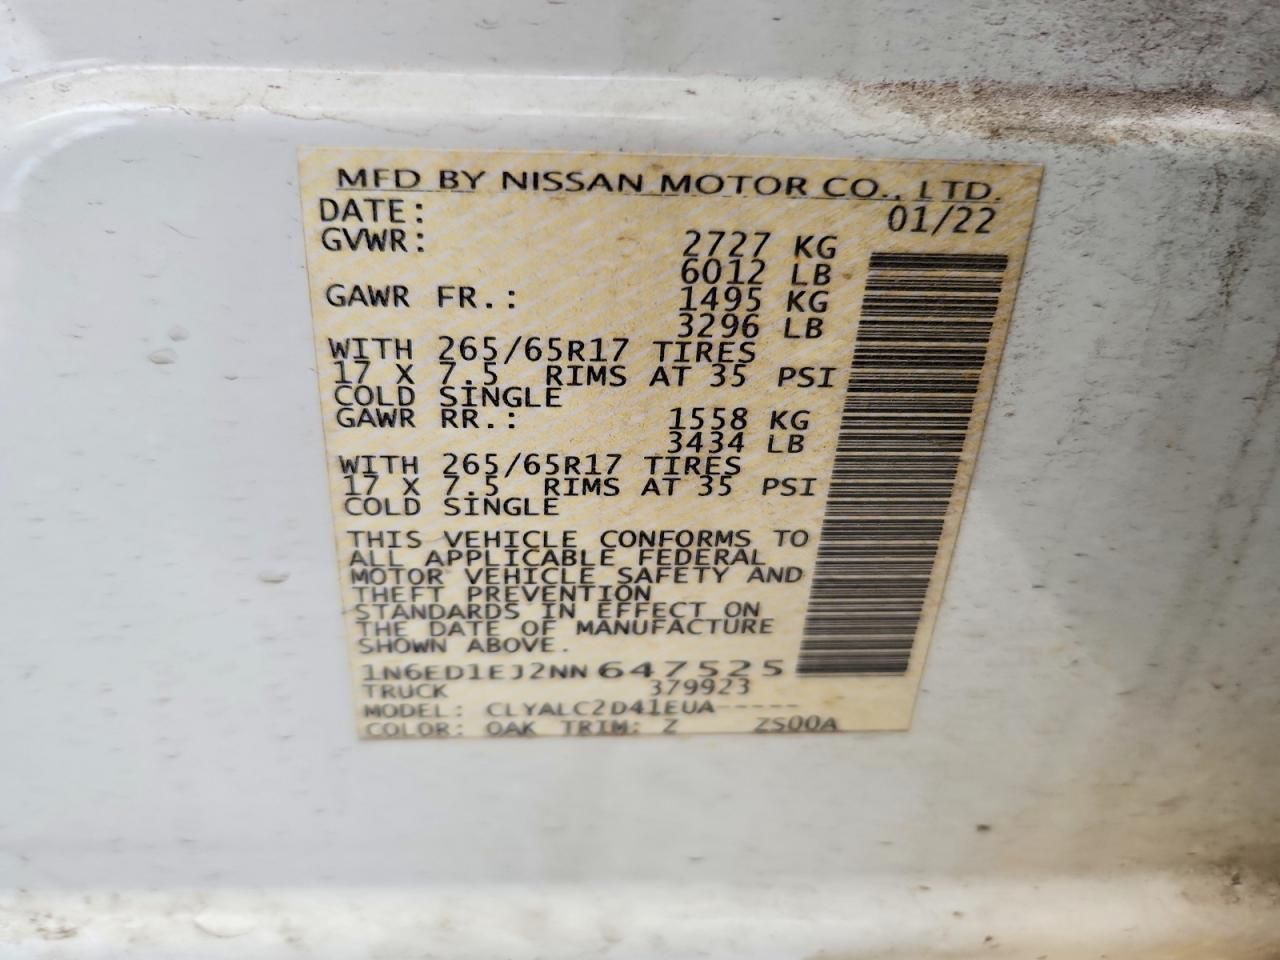 MFD BY NISSAN MOTOR CO., LTD.
DATE: 01/22
GVWR: 2727 KG
6012 LB
GAWR FR.: 1495 KG
3296 LB
WITH 265/65R17 TIRES
17 X 7.5 RIMS AT 35 PSI
COLD SINGLE
GAWR RR.: 1558 KG
3434 LB
WITH 265/65R17 TIRES
17 X 7.5 RIMS AT 35 PSI
COLD SINGLE
THIS VEHICLE CONFORMS TO
ALL APPLICABLE FEDERAL
MOTOR VEHICLE SAFETY AND
THEFT PREVENTION
STANDARDS IN EFFECT ON
THE DATE OF MANUFACTURE
SHOWN ABOVE.
1N6ED1EJ2NN647525
TRUCK 379923
MODEL: CLYALC2D41EUA-----
COLOR: QAK TRIM: Z ZS00A